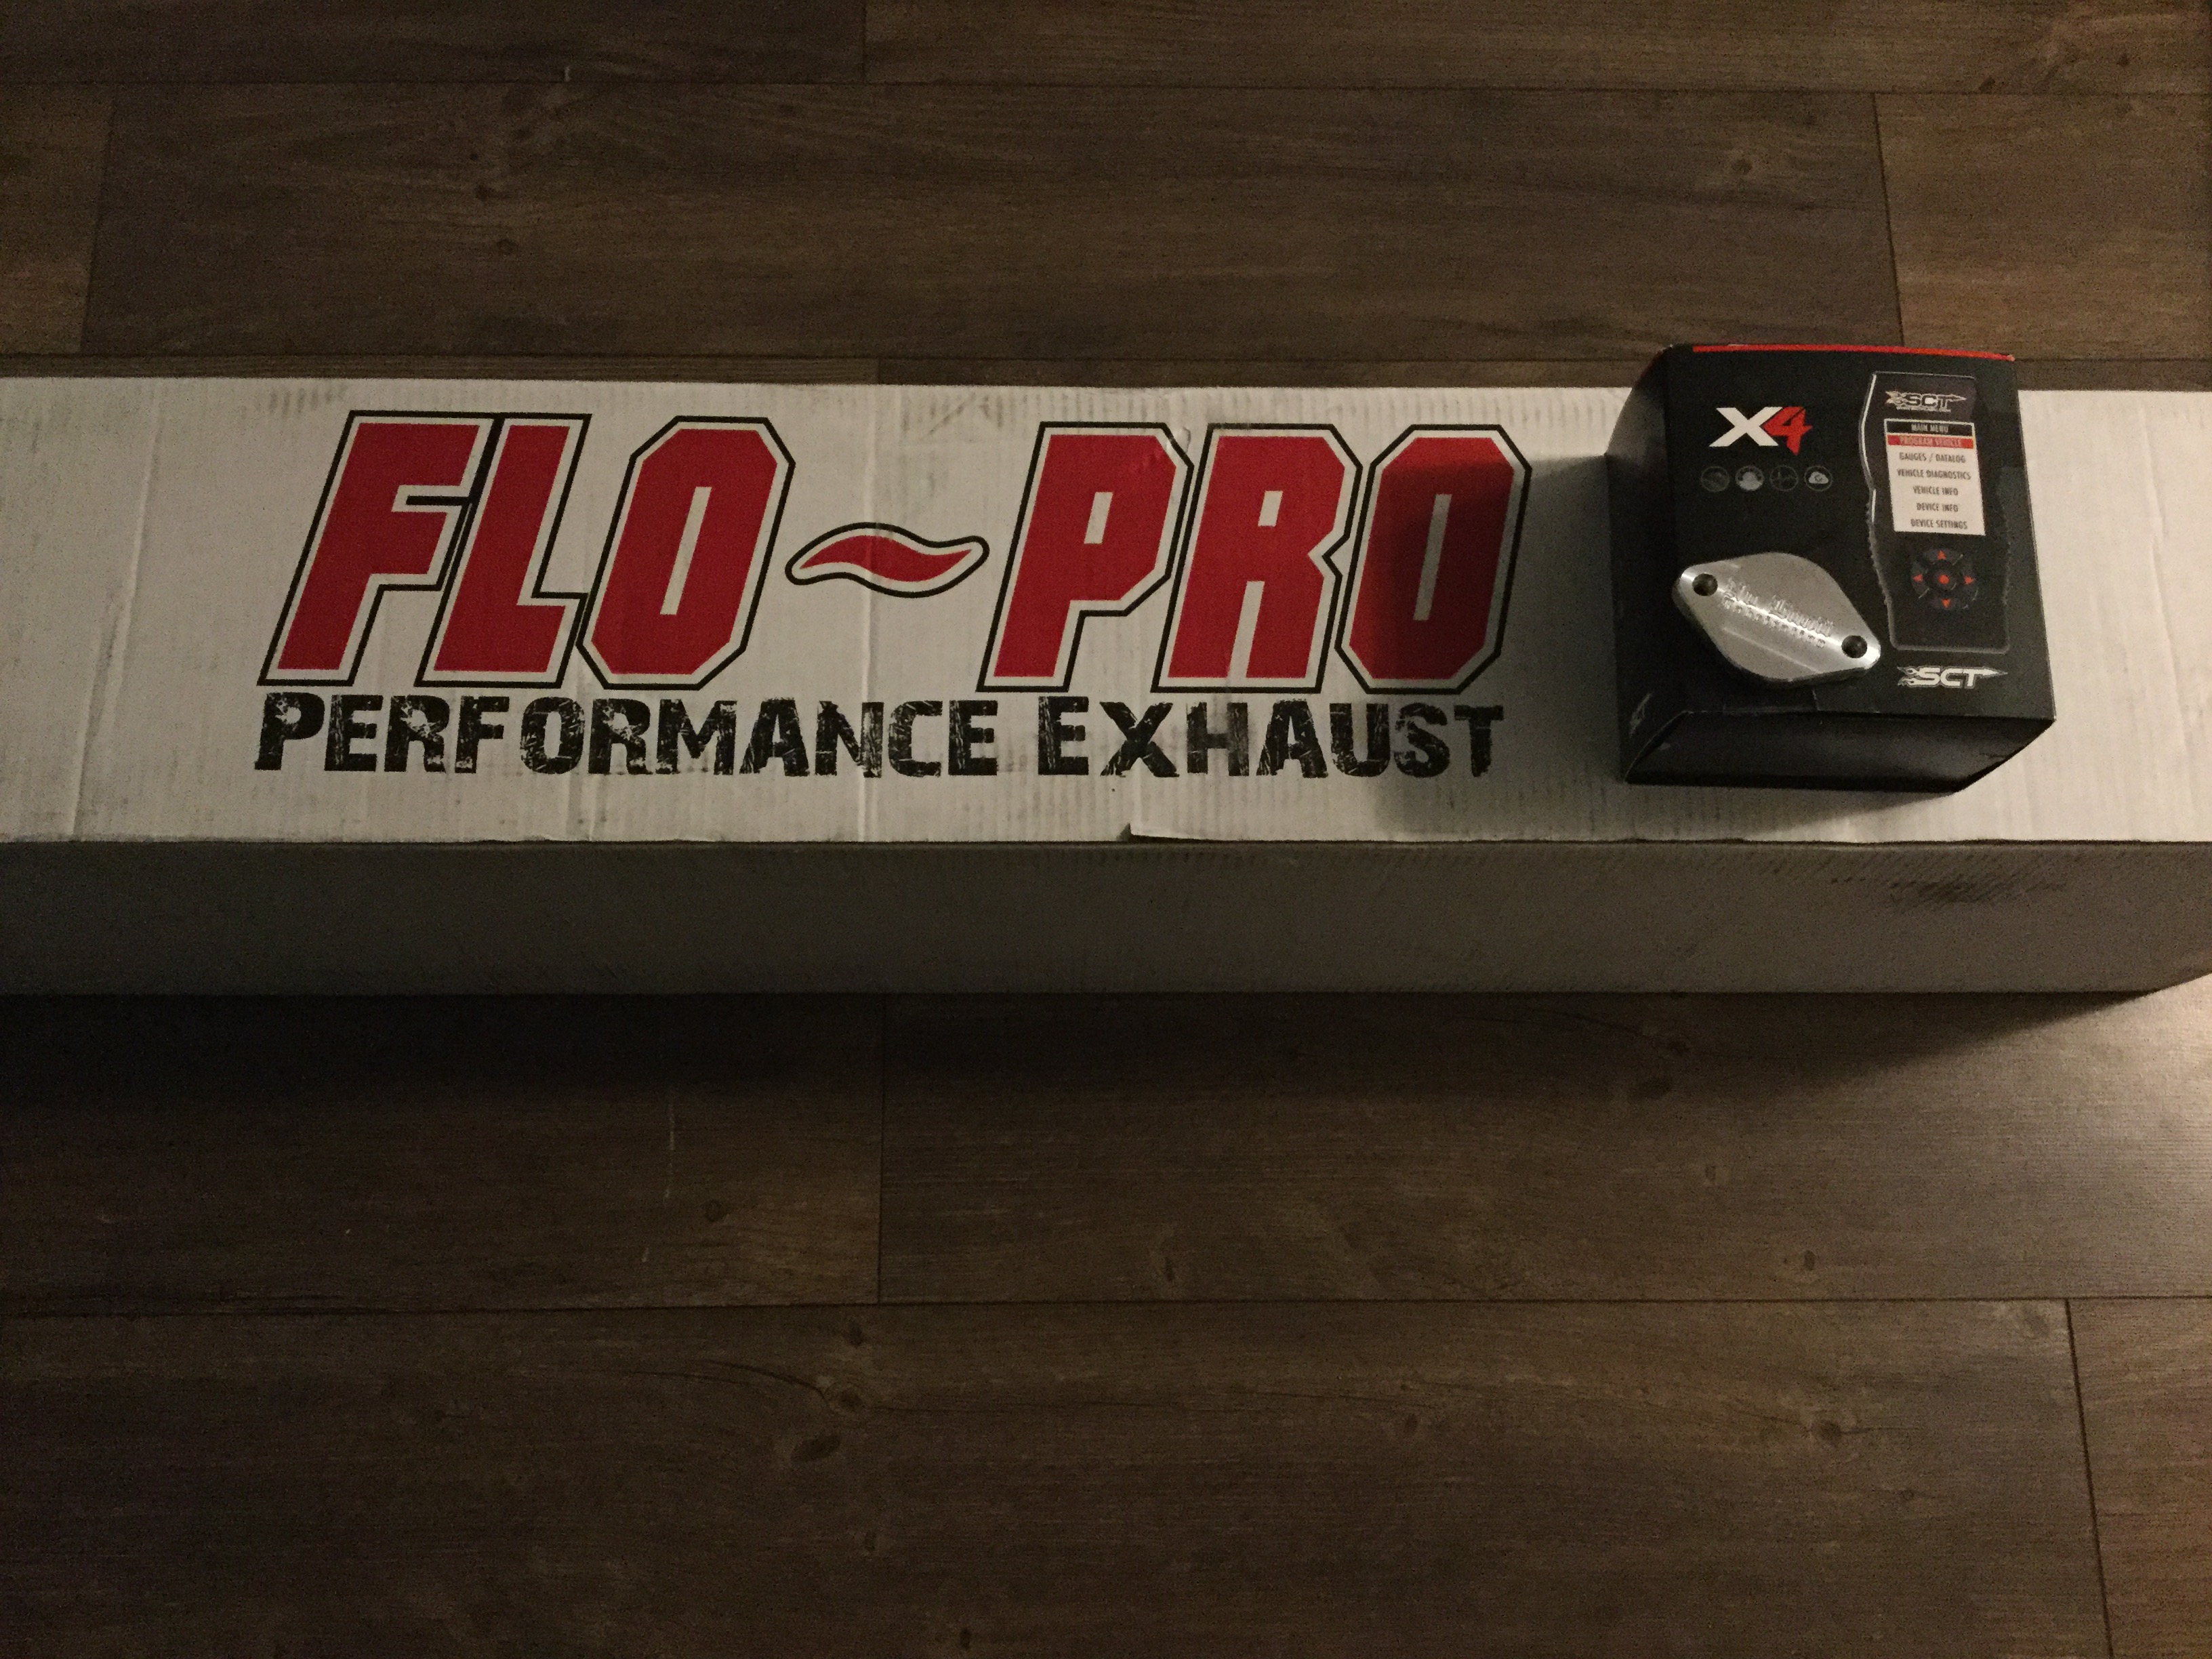 FLO~PRO
PERFORMANCE EXHAUST
X4
SCT
MAIN MENU
PROGRAM VEHICLE
GAUGES / DATALOG
VEHICLE DIAGNOSTICS
VEHICLE INFO
DEVICE INFO
DEVICE SETTINGS
SCT